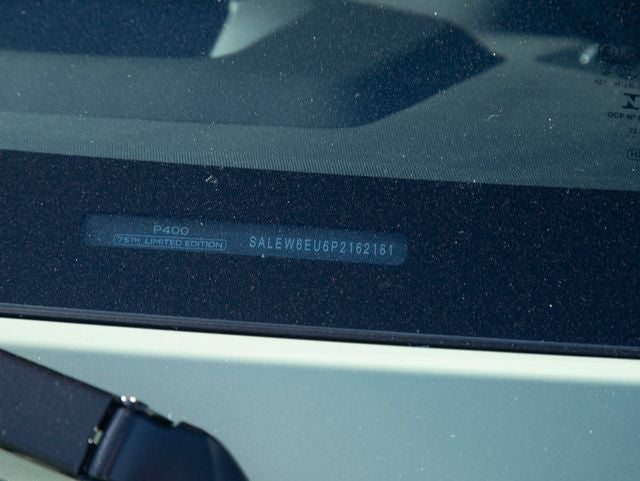 P400
75TH LIMITED EDITION
SALEW6EU6P2162161